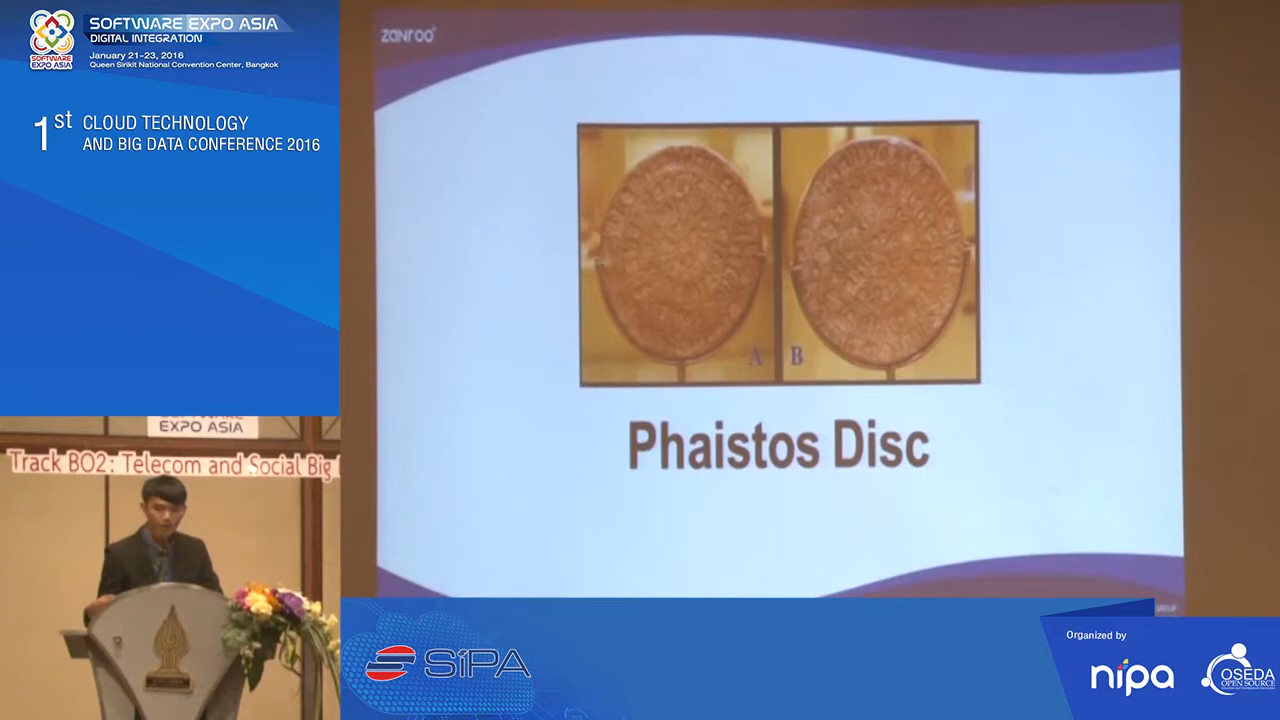 SOFTWARE EXPO ASIA
DIGITAL INTEGRATION
January 21-23, 2016
Queen Sirikit National Convention Center, Bangkok
SOFTWARE
EXPO ASIA
1st CLOUD TECHNOLOGY
AND BIG DATA CONFERENCE 2016
zanroo
A B
Phaistos Disc
SOFTWARE
EXPO ASIA
Track BO2: Telecom and Social Big
SiPA
Organized by
nipa
OSEDA
OPEN SOURCE